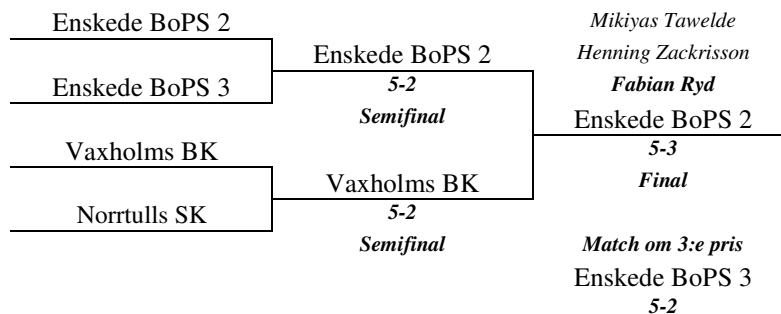 Enskede BoPS 2
Enskede BoPS 3
Vaxholms BK
Norrtulls SK
Enskede BoPS 2
5-2
Semifinal
Vaxholms BK
5-2
Semifinal
Mikiyas Tawelde
Henning Zackrisson
Fabian Ryd
Enskede BoPS 2
5-3
Final
Match om 3:e pris
Enskede BoPS 3
5-2